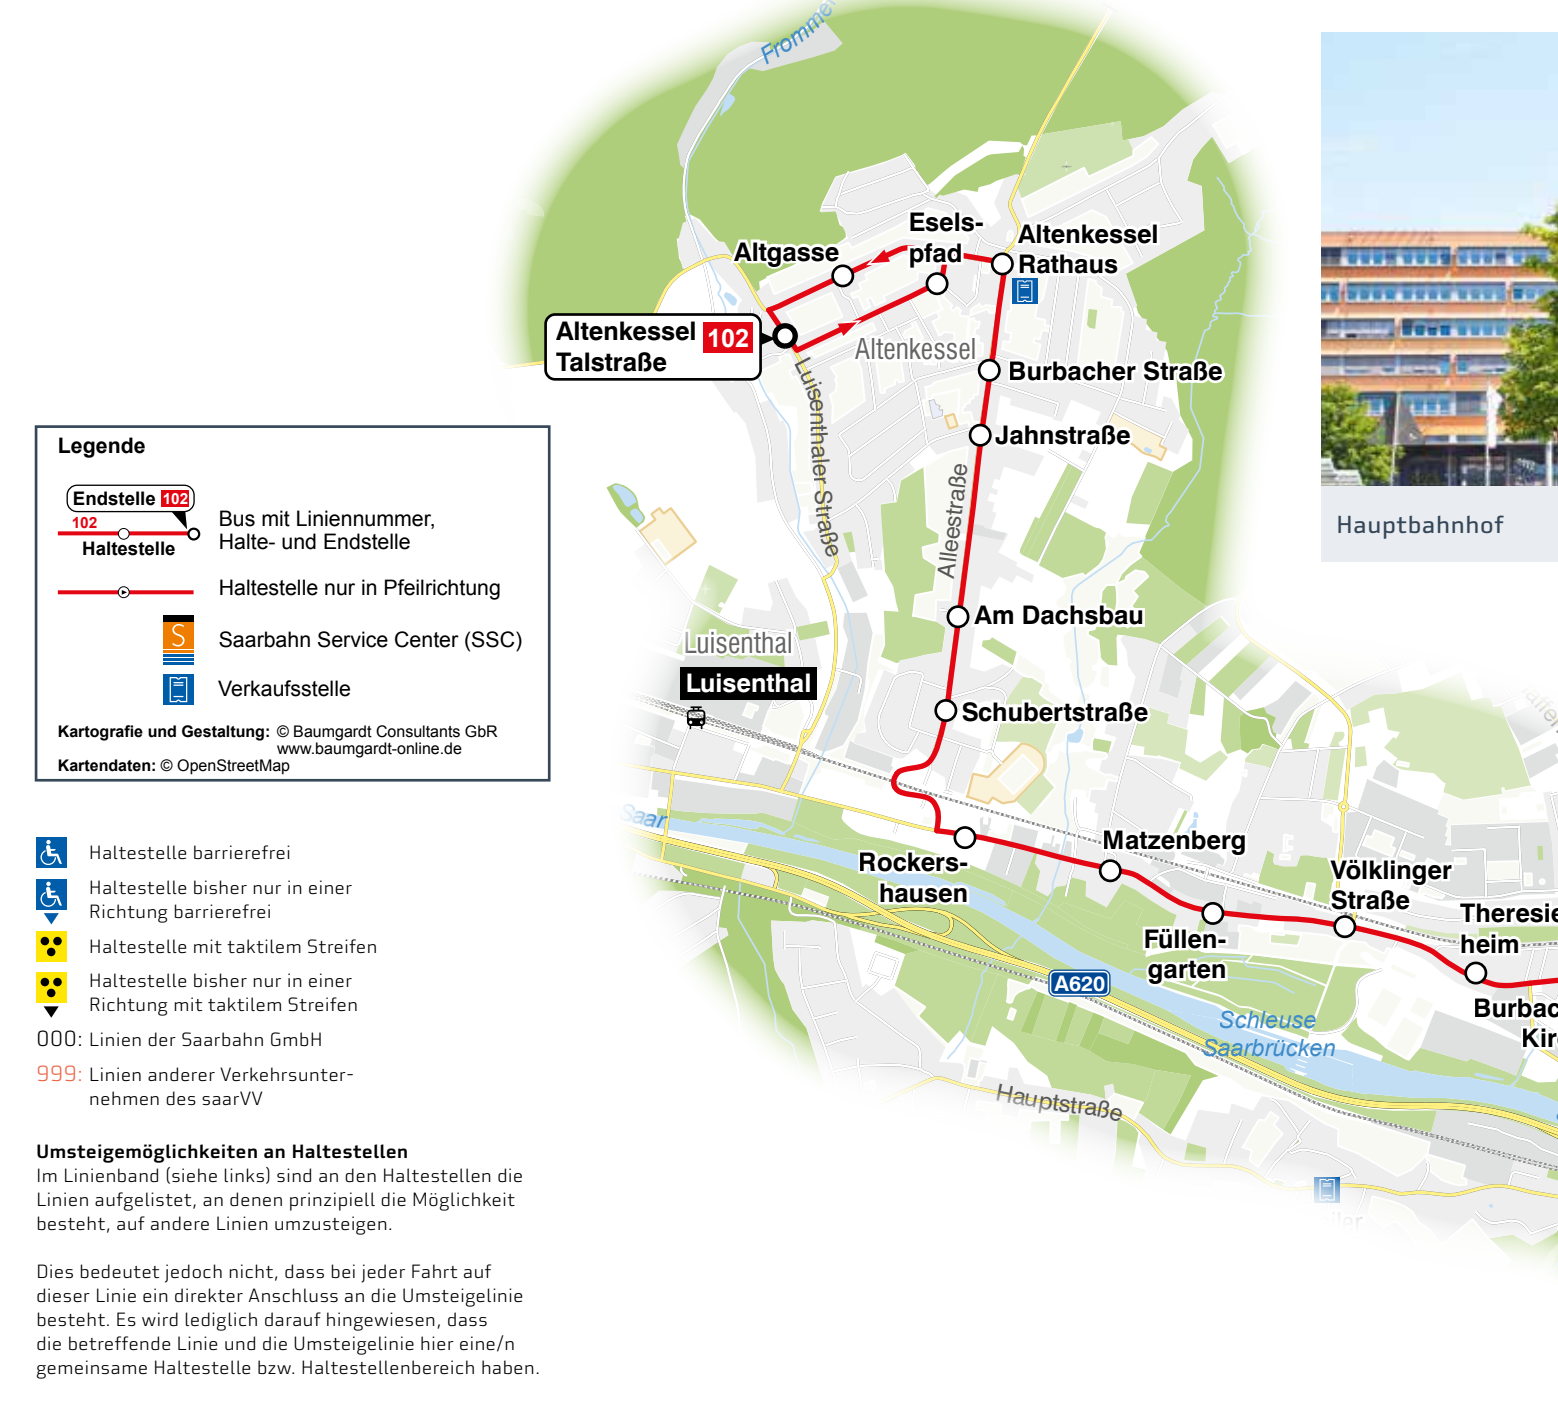 Altgasse
Esels-
pfad
Altenkessel
Rathaus
Altenkessel
Talstraße
102
Altenkessel
Burbacher Straße
Jahnstraße
Luisenthaler Straße
Alleestraße
Am Dachsbau
Luisenthal
Luisenthal
Schubertstraße
Saar
Rockers-
hausen
Matzenberg
Füllen-
garten
Völklinger
Straße
heim
A620
Schleuse
Saarbrücken
Hauptstraße
Hauptbahnhof
Legende
Endstelle 102
102
Haltestelle
Bus mit Liniennummer,
Halte- und Endstelle
Haltestelle nur in Pfeilrichtung
S
Saarbahn Service Center (SSC)
Verkaufsstelle
Kartografie und Gestaltung: © Baumgardt Consultants GbR
www.baumgardt-online.de
Kartendaten: © OpenStreetMap
Haltestelle barrierefrei
Haltestelle bisher nur in einer
Richtung barrierefrei
Haltestelle mit taktilem Streifen
Haltestelle bisher nur in einer
Richtung mit taktilem Streifen
000: Linien der Saarbahn GmbH
999: Linien anderer Verkehrsunter-
nehmen des saarVV
Umsteigemöglichkeiten an Haltestellen
Im Linienband (siehe links) sind an den Haltestellen die
Linien aufgelistet, an denen prinzipiell die Möglichkeit
besteht, auf andere Linien umzusteigen.
Dies bedeutet jedoch nicht, dass bei jeder Fahrt auf
dieser Linie ein direkter Anschluss an die Umsteigelinie
besteht. Es wird lediglich darauf hingewiesen, dass
die betreffende Linie und die Umsteigelinie hier eine/n
gemeinsame Haltestelle bzw. Haltestellenbereich haben.